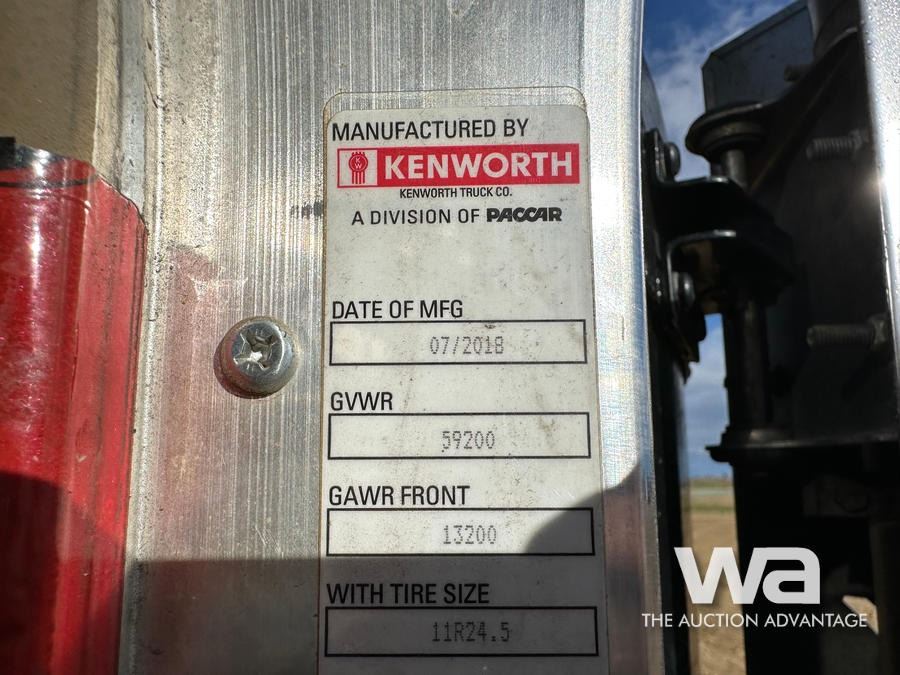 MANUFACTURED BY
KW KENWORTH
KENWORTH TRUCK CO.
A DIVISION OF PACCAR
DATE OF MFG
07/2018
GVWR
59200
GAWR FRONT
13200
WITH TIRE SIZE
11R24.5
wa
THE AUCTION ADVANTAGE